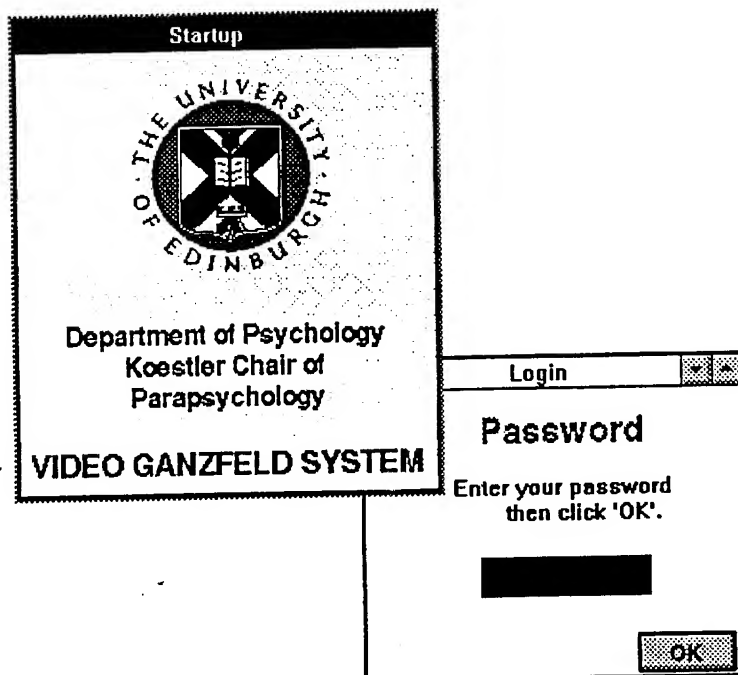 Startup
THE UNIVERSITY
OF EDINBURGH
Department of Psychology
Koestler Chair of
Parapsychology
VIDEO GANZFELD SYSTEM
Login
Password
Enter your password
then click 'OK'.
OK